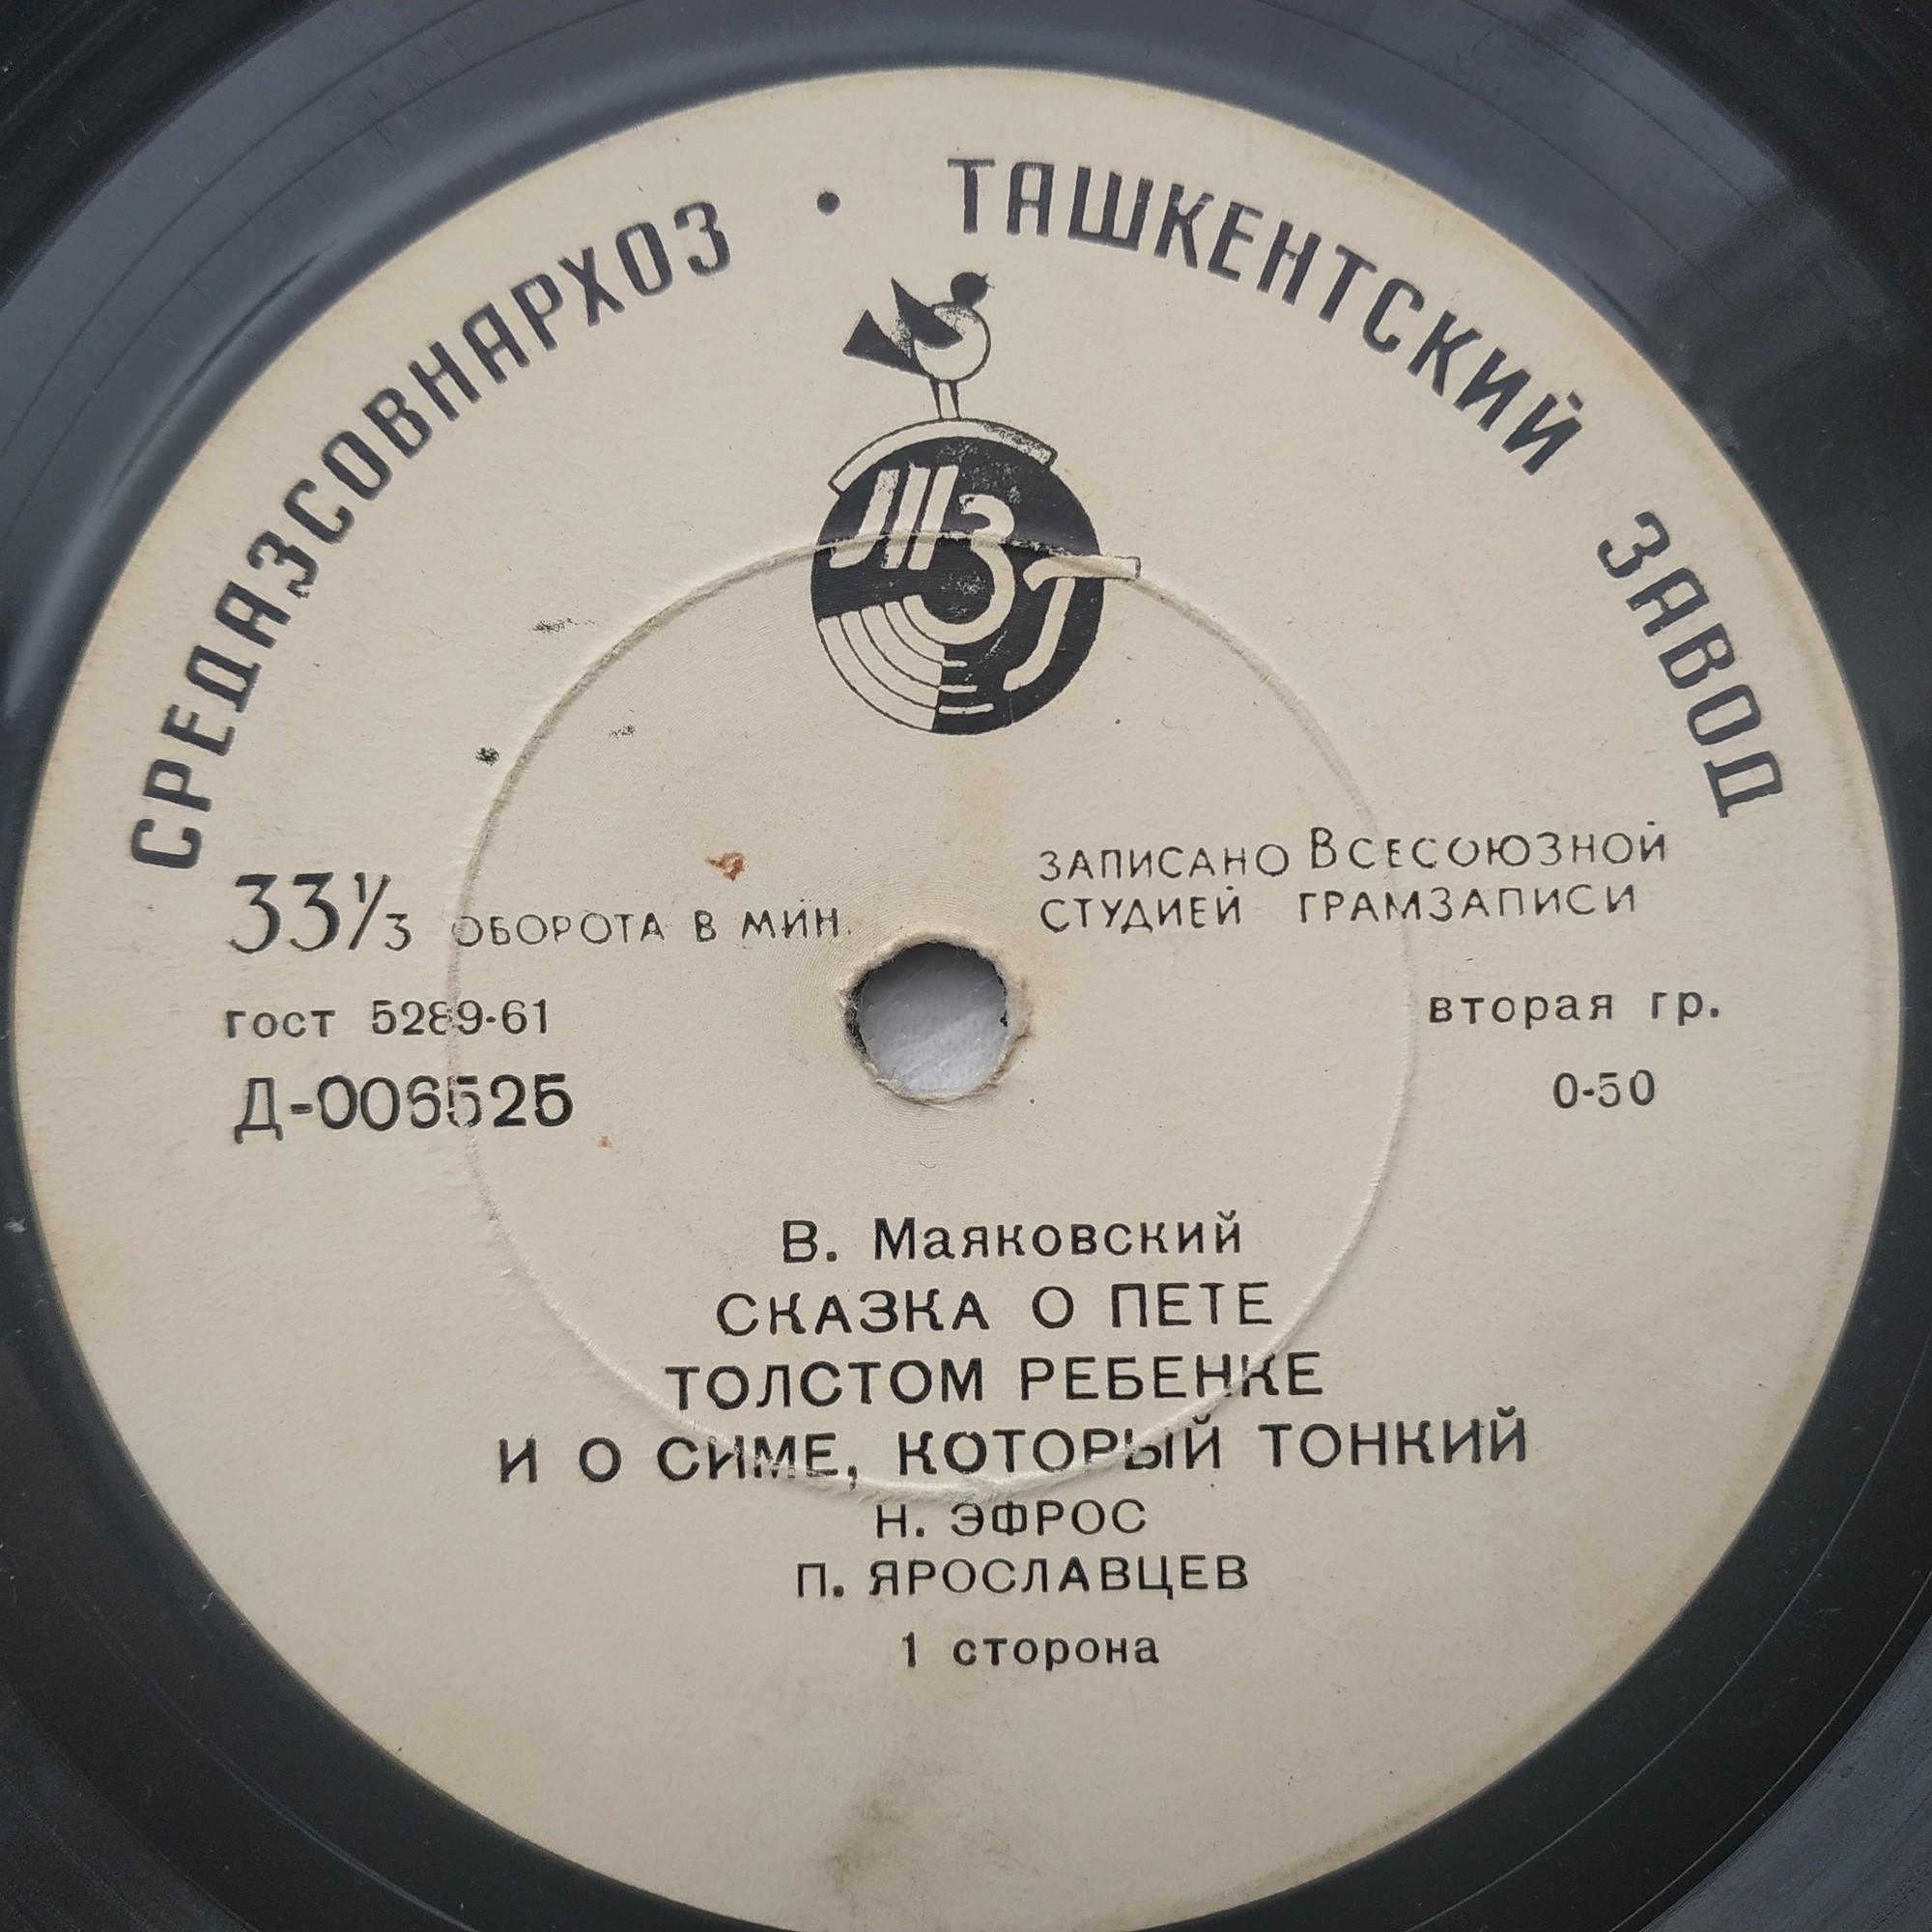 СРЕДАЗСОВНАРХОЗ • ТАШКЕНТСКИЙ ЗАВОД
ТЗГ
33⅓ ОБОРОТА В МИН.
ЗАПИСАНО ВСЕСОЮЗНОЙ
СТУДИЕЙ ГРАМЗАПИСИ
гост 5289-61
вторая гр.
Д-006525
0-50
В. Маяковский
СКАЗКА О ПЕТЕ
ТОЛСТОМ РЕБЕНКЕ
И О СИМЕ, КОТОРЫЙ ТОНКИЙ
Н. ЭФРОС
П. ЯРОСЛАВЦЕВ
1 сторона